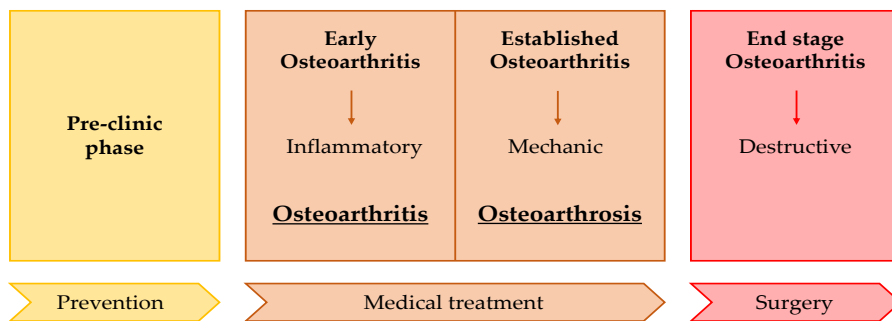 Pre-clinic
phase
Early
Osteoarthritis
Inflammatory
Osteoarthritis
Established
Osteoarthritis
Mechanic
Osteoarthrosis
End stage
Osteoarthritis
Destructive
Prevention
Medical treatment
Surgery